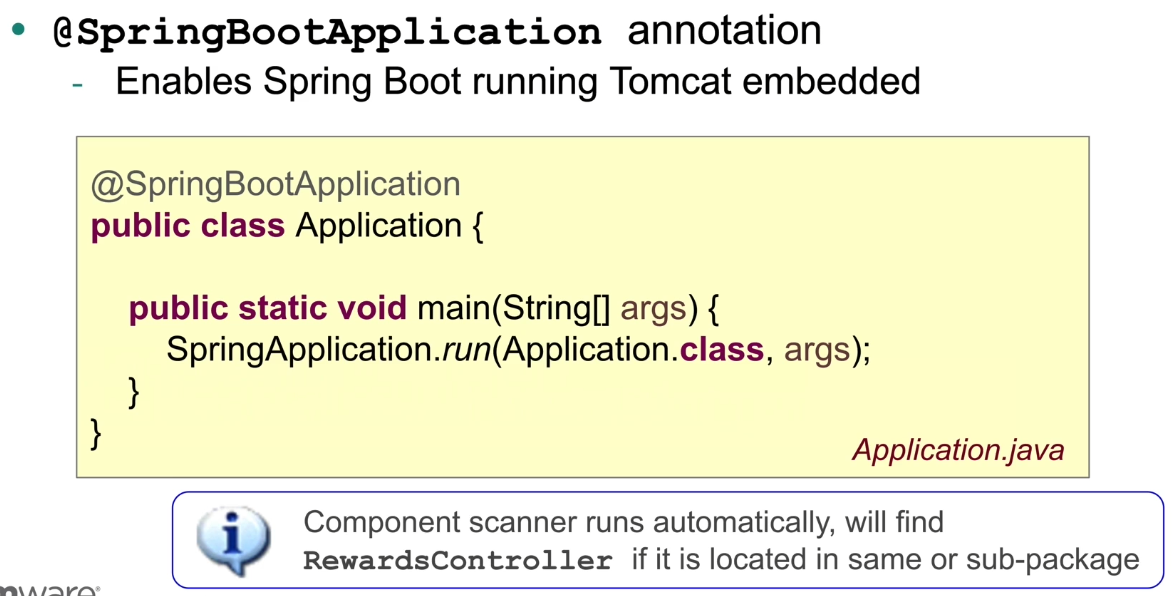 • @SpringBootApplication annotation
- Enables Spring Boot running Tomcat embedded
@SpringBootApplication
public class Application {
public static void main(String[] args) {
SpringApplication.run(Application.class, args);
}
}
Application.java
Component scanner runs automatically, will find
RewardsController if it is located in same or sub-package
mware